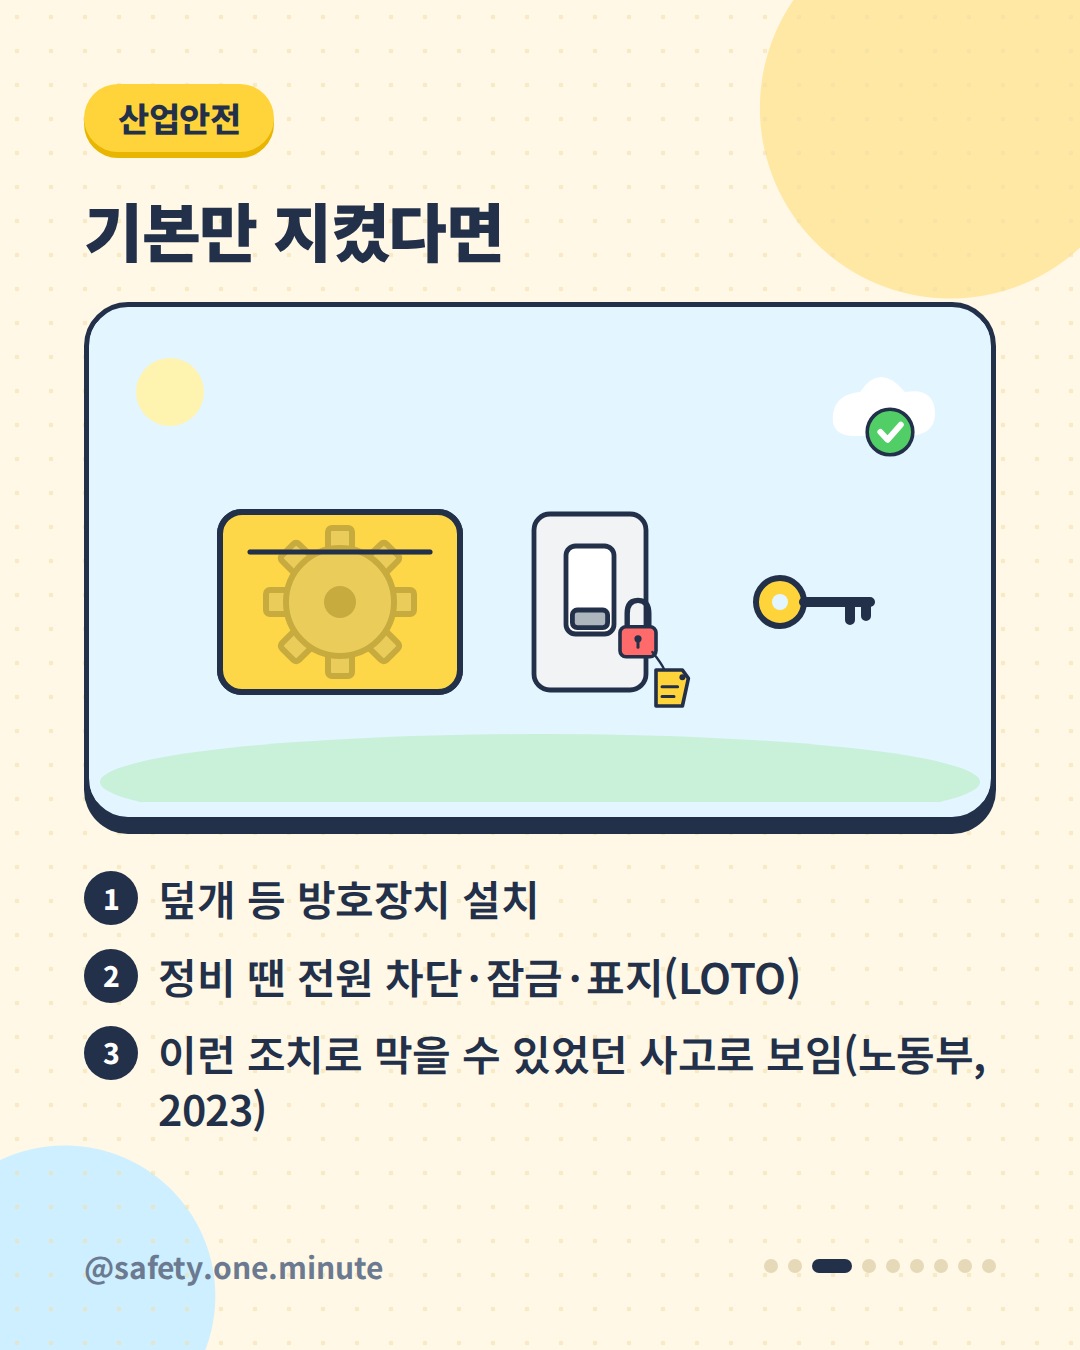 산업안전
기본만 지켰다면
1 덮개 등 방호장치 설치
2 정비 땐 전원 차단·잠금·표지(LOTO)
3 이런 조치로 막을 수 있었던 사고로 보임(노동부,
2023)
@safety.one.minute